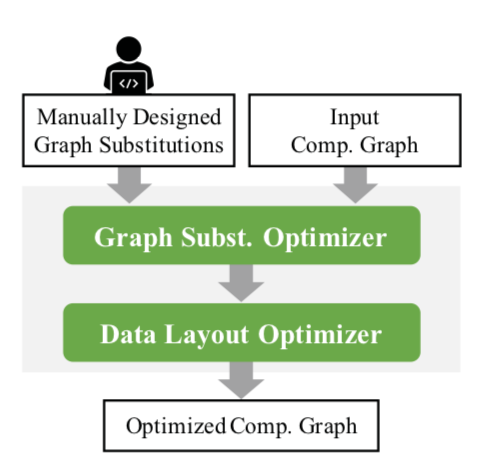 </>
Manually Designed
Graph Substitutions
Input
Comp. Graph
Graph Subst. Optimizer
Data Layout Optimizer
Optimized Comp. Graph